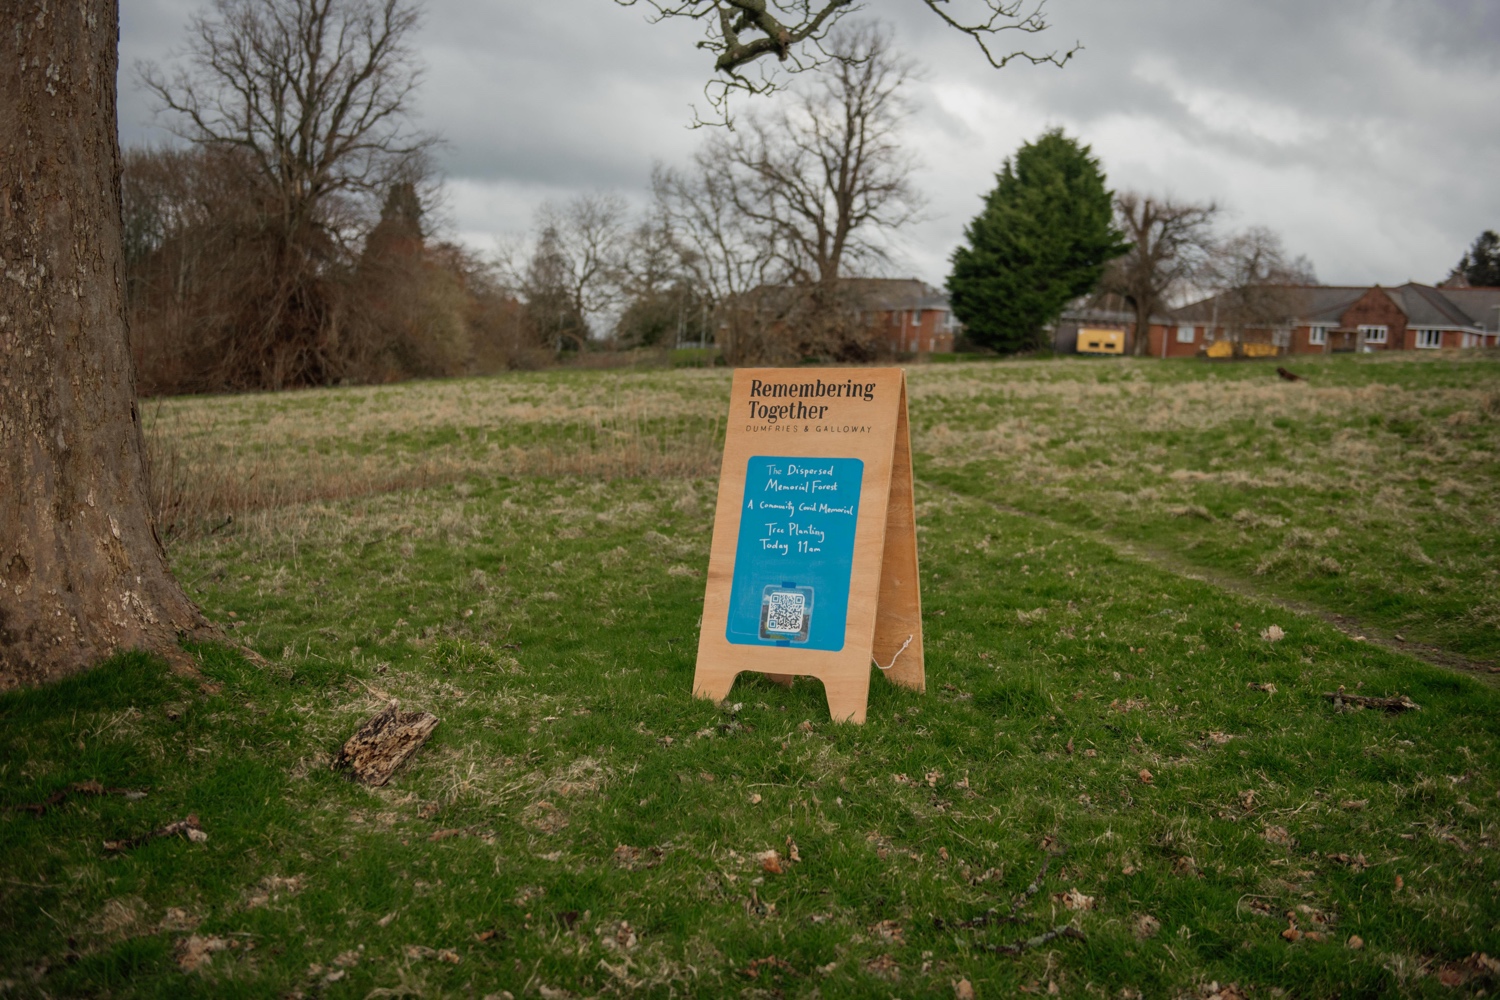 Remembering
Together
DUMFRIES & GALLOWAY
The Dispersed
Memorial Forest
A Community Covid Memorial
Tree Planting
Today 11am